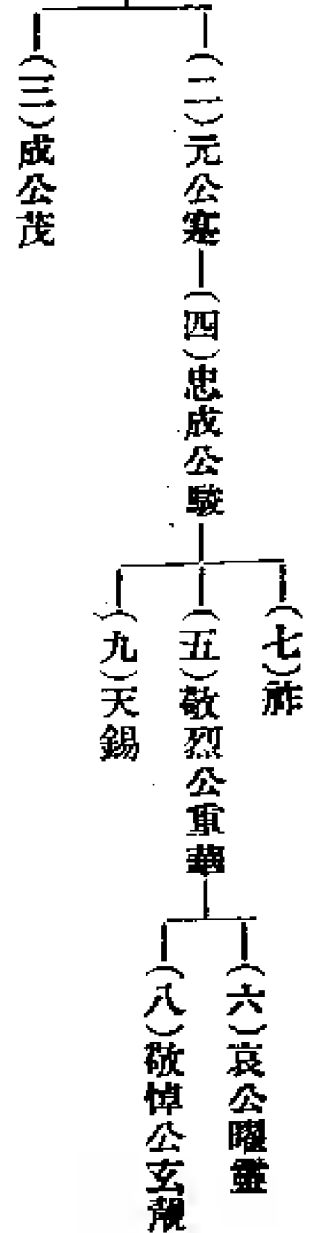 (二)元公寔
(四)忠成公駿
(七)祚
(五)敬烈公重華
(六)哀公曜靈
(八)敬悼公玄靚
(九)天錫
(三)成公茂